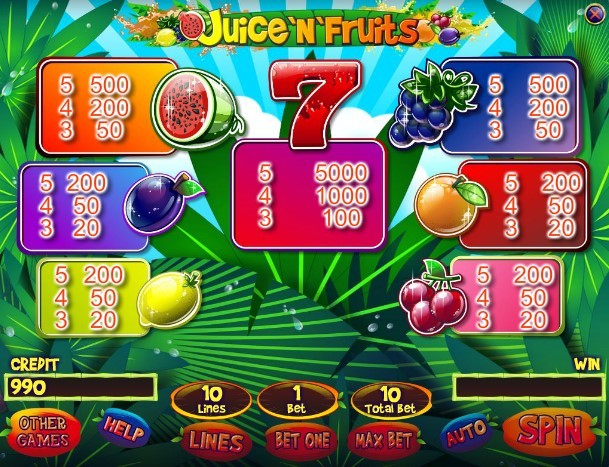 Juice 'N' Fruits
5 500
4 200
3 50
7
5 5000
4 1000
3 100
5 500
4 200
3 50
5 200
4 50
3 20
5 200
4 50
3 20
5 200
4 50
3 20
5 200
4 50
3 20
CREDIT
990
10
Lines
1
Bet
10
Total Bet
WIN
OTHER
GAMES
HELP
LINES
BET ONE
MAX BET
AUTO
SPIN